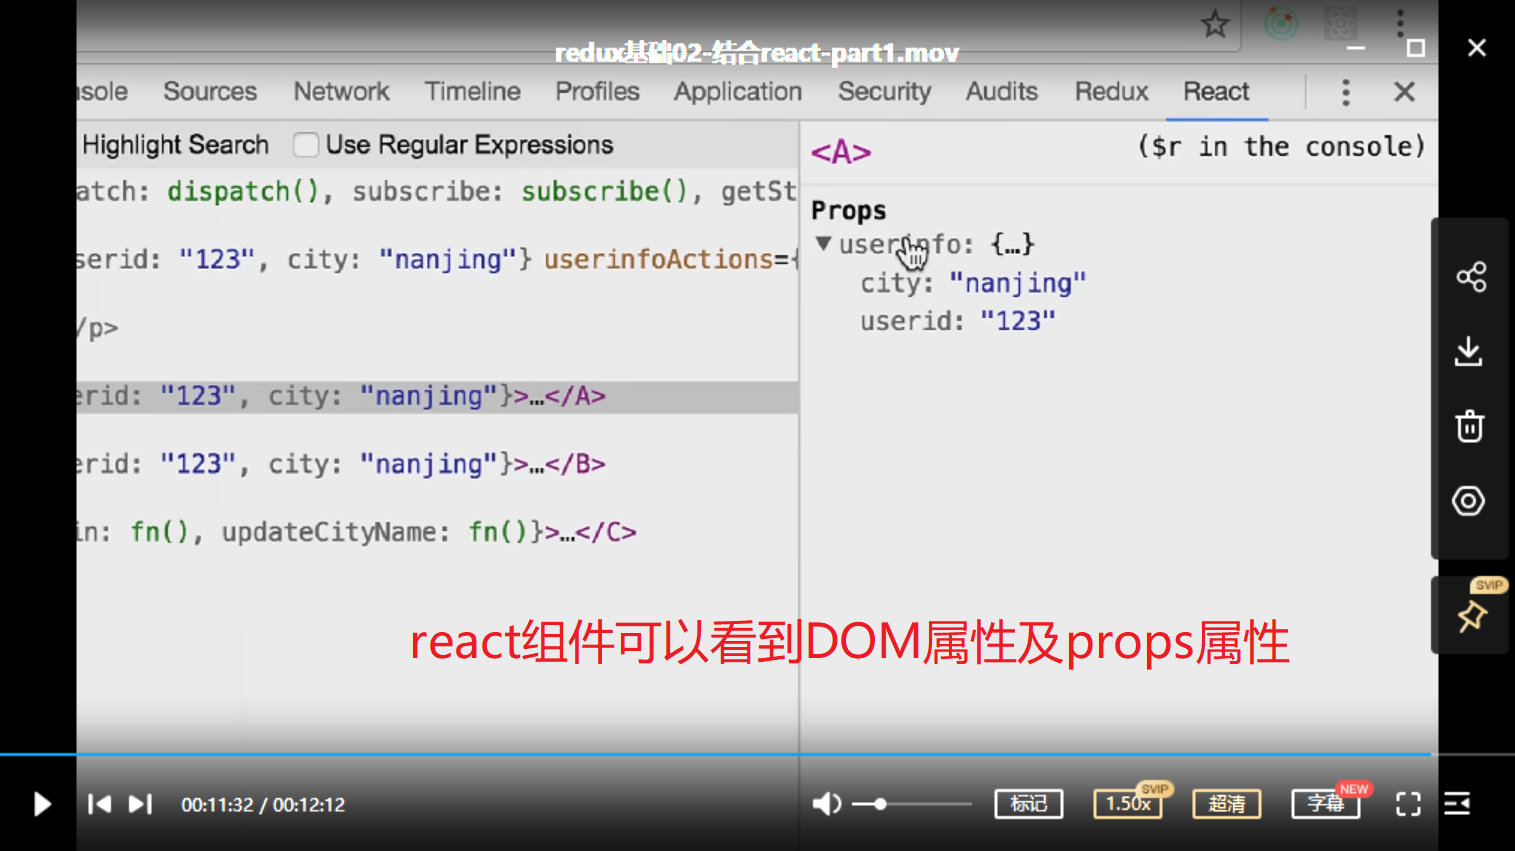 redux基础02-结合react-part1.mov
nsole Sources Network Timeline Profiles Application Security Audits Redux React
Highlight Search Use Regular Expressions
<A> ($r in the console)
atch: dispatch(), subscribe: subscribe(), getSt
Props
userinfo: {…}
serid: "123", city: "nanjing"} userinfoActions={
city: "nanjing"
userid: "123"
/p>
erid: "123", city: "nanjing"}>…</A>
erid: "123", city: "nanjing"}>…</B>
in: fn(), updateCityName: fn()}>…</C>
SVIP
react组件可以看到DOM属性及props属性
00:11:32 / 00:12:12
标记
1.50x SVIP
超清
字幕 NEW